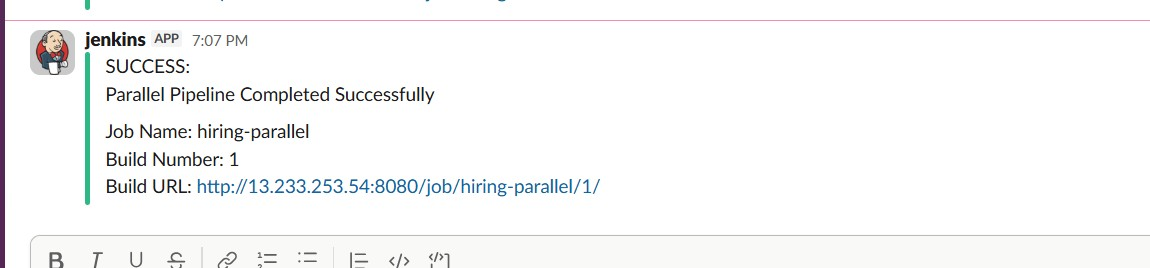 jenkins APP 7:07 PM
SUCCESS:
Parallel Pipeline Completed Successfully
Job Name: hiring-parallel
Build Number: 1
Build URL: http://13.233.253.54:8080/job/hiring-parallel/1/